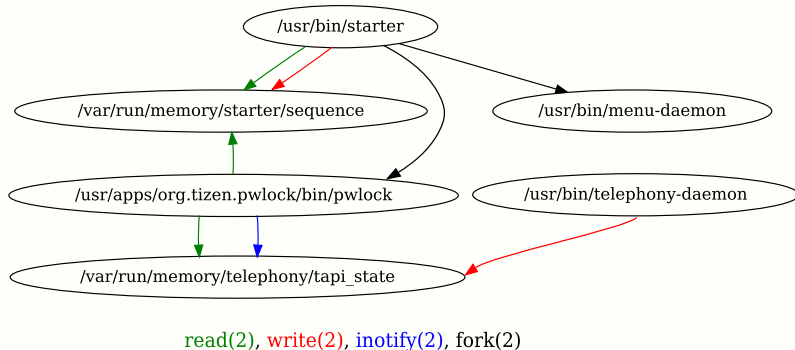 /usr/bin/starter
/var/run/memory/starter/sequence
/usr/bin/menu-daemon
/usr/apps/org.tizen.pwlock/bin/pwlock
/usr/bin/telephony-daemon
/var/run/memory/telephony/tapi_state
read(2), write(2), inotify(2), fork(2)